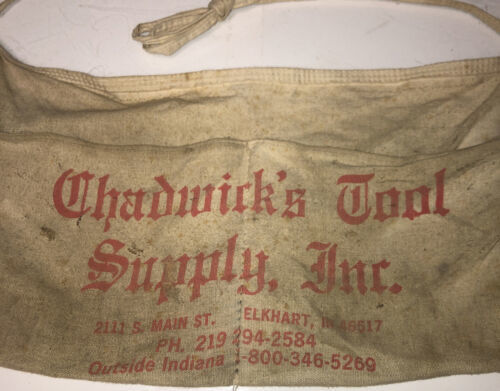 Chadwick's Tool
Supply, Inc.
2111 S. MAIN ST. ELKHART, IN 46517
PH. 219 294-2584
Outside Indiana 1-800-346-5269